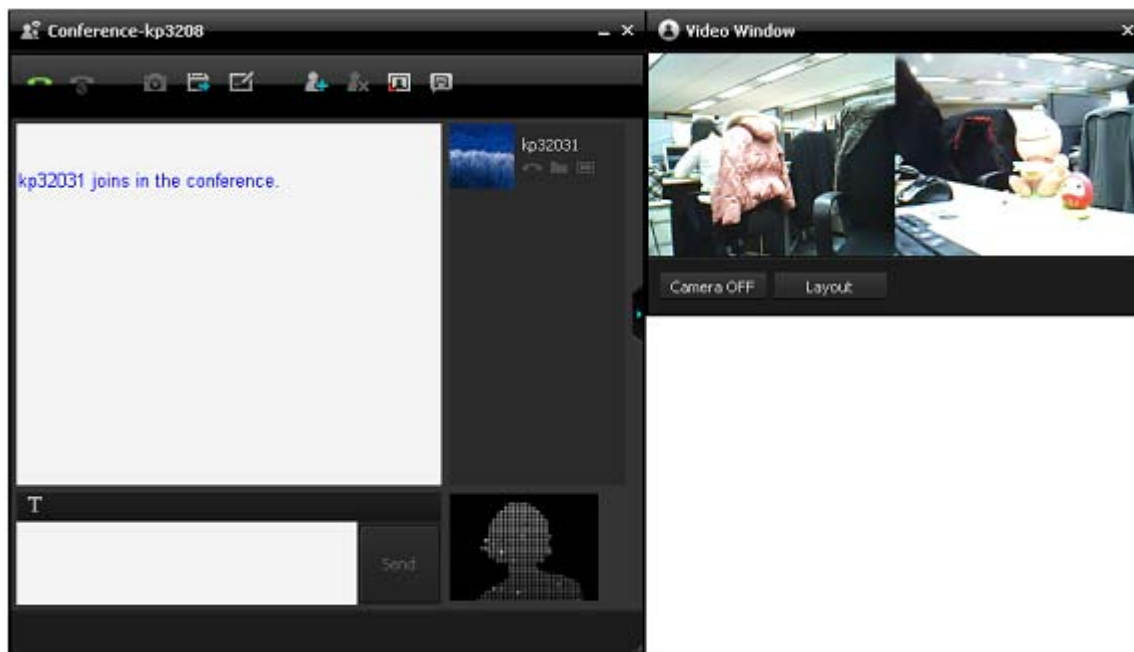 Conference-kp3208
Video Window
kp32031
kp32031 joins in the conference.
Camera OFF
Layout
T
Send